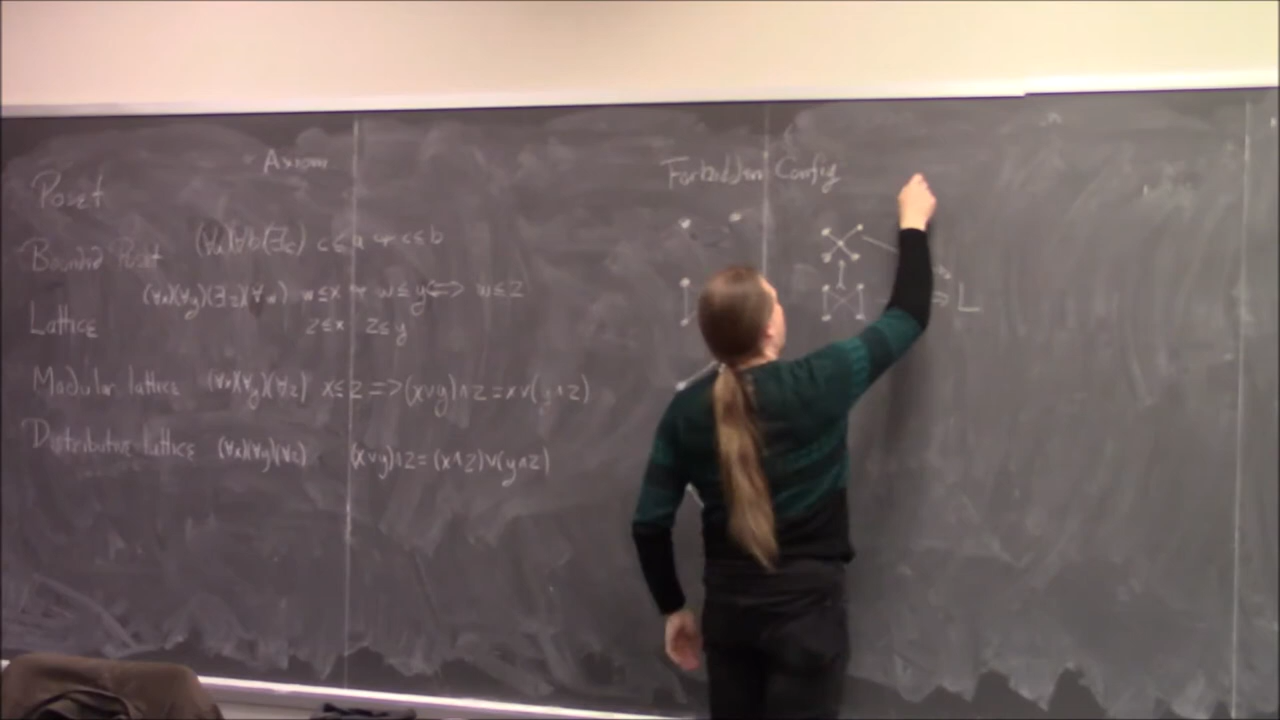 Axiom
Forbidden Config
Poset
Bounded Poset (∀a)(∀b)(∃c) c≤a & c≤b
(∀x)(∀y)(∃z)(∀w) w≤x & w≤y <=> w≤z
Lattice z≤x z≤y
=> L
Modular lattice (∀x)(∀y)(∀z) x≤z => (x∨y)∧z = x∨(y∧z)
Distributive lattice (∀x)(∀y)(∀z) (x∨y)∧z = (x∧z)∨(y∧z)